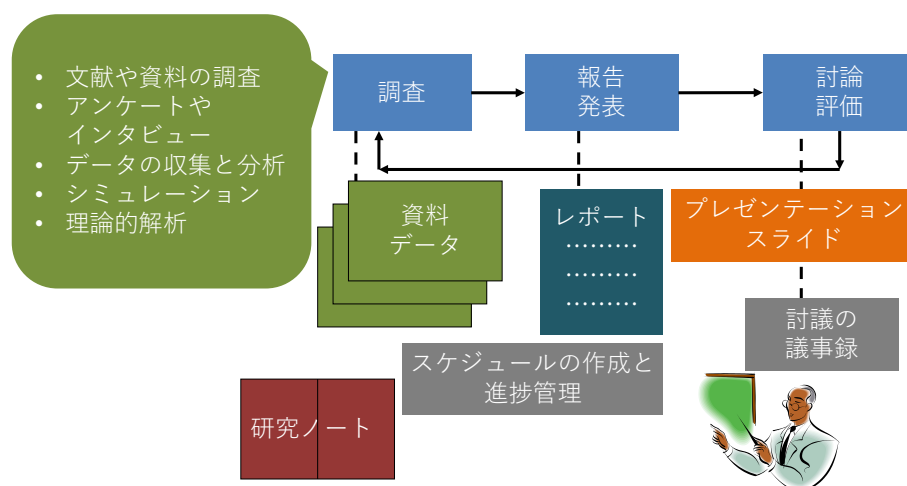 • 文献や資料の調査
• アンケートや
インタビュー
• データの収集と分析
• シミュレーション
• 理論的解析
調査
報告
発表
討論
評価
資料
データ
レポート
………
………
………
プレゼンテーション
スライド
討議の
議事録
スケジュールの作成と
進捗管理
研究ノート